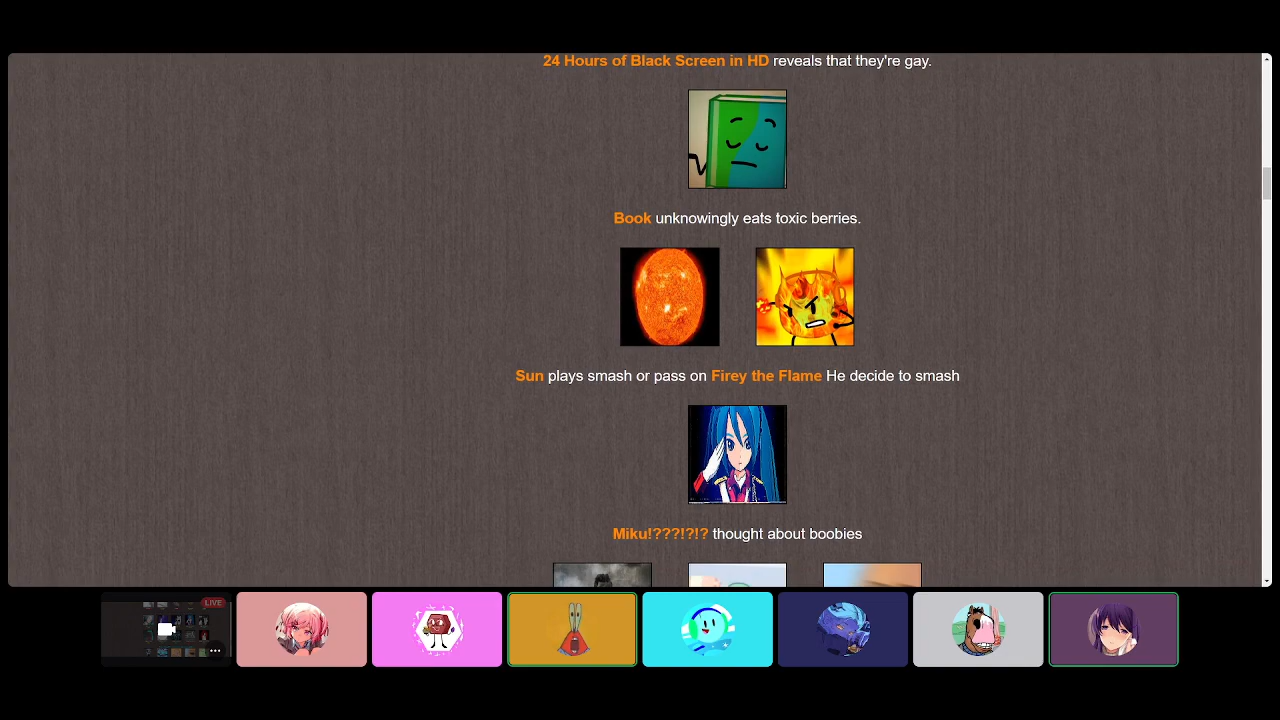 24 Hours of Black Screen in HD reveals that they're gay.
Book unknowingly eats toxic berries.
Sun plays smash or pass on Firey the Flame He decide to smash
Miku!???!?!? thought about boobies
LIVE